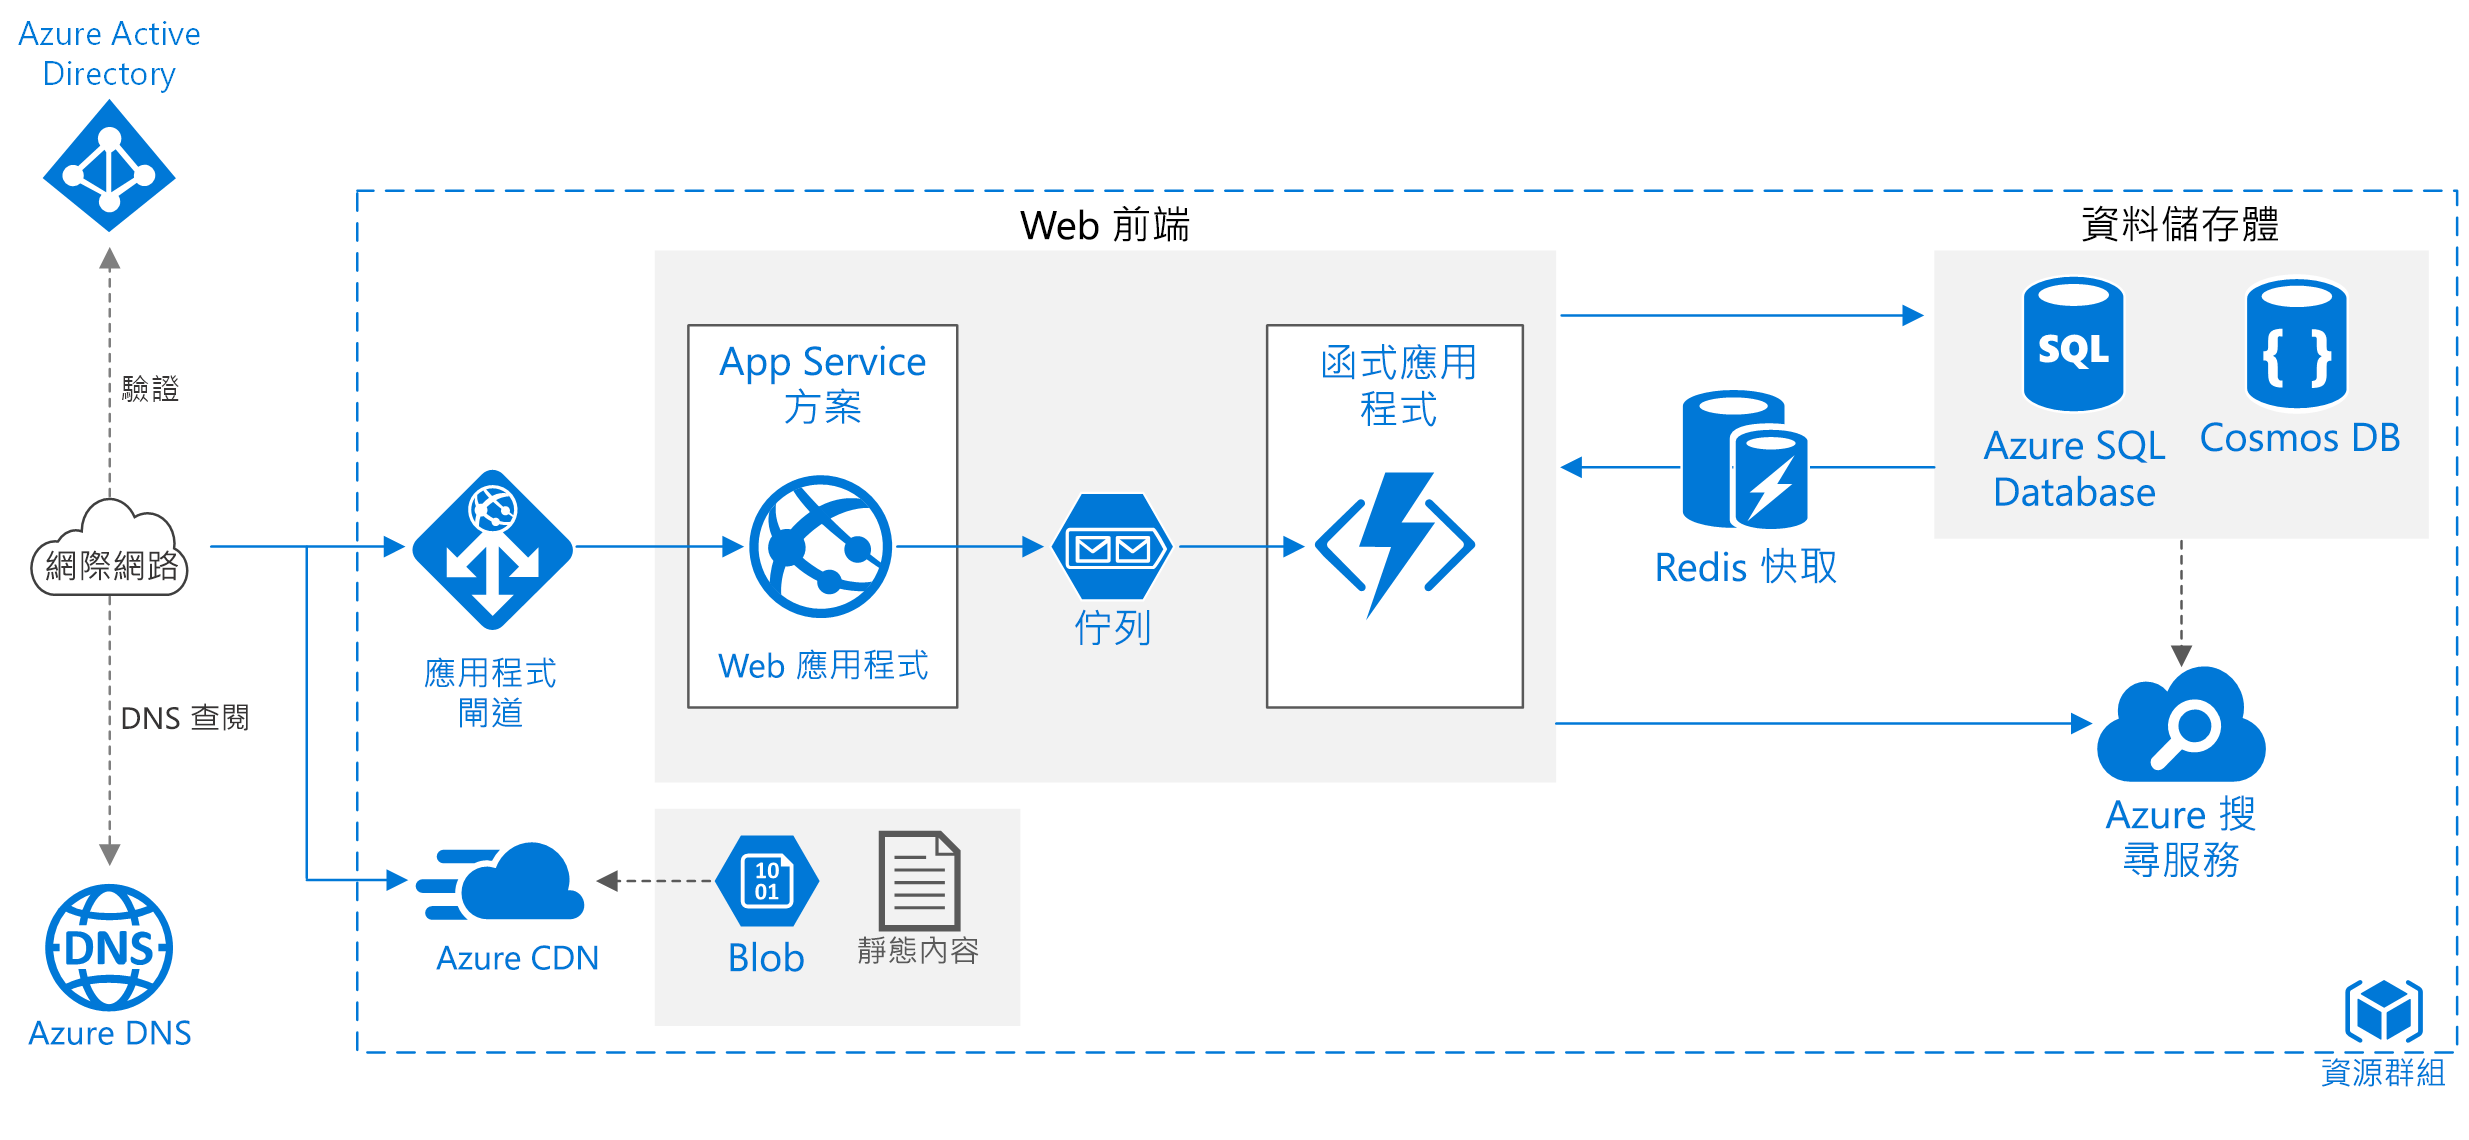 Azure Active
Directory
驗證
網際網路
DNS 查閱
DNS
Azure DNS
應用程式
閘道
Azure CDN
Web 前端
App Service
方案
Web 應用程式
佇列
函式應用
程式
10
01
Blob
靜態內容
Redis 快取
資料儲存體
SQL
Azure SQL
Database
{ }
Cosmos DB
Azure 搜
尋服務
資源群組